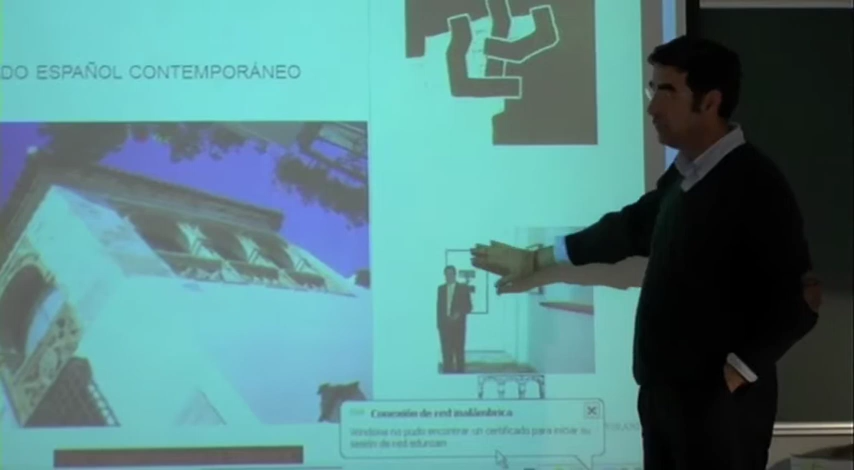 DO ESPAÑOL CONTEMPORÁNEO
Conexión de red inalámbrica
Windows no pudo encontrar un certificado para iniciar su
sesión de red eduroam